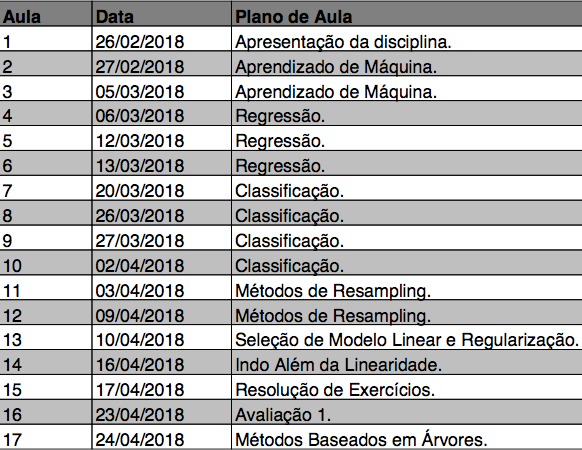 Aula Data Plano de Aula
1 26/02/2018 Apresentação da disciplina.
2 27/02/2018 Aprendizado de Máquina.
3 05/03/2018 Aprendizado de Máquina.
4 06/03/2018 Regressão.
5 12/03/2018 Regressão.
6 13/03/2018 Regressão.
7 20/03/2018 Classificação.
8 26/03/2018 Classificação.
9 27/03/2018 Classificação.
10 02/04/2018 Classificação.
11 03/04/2018 Métodos de Resampling.
12 09/04/2018 Métodos de Resampling.
13 10/04/2018 Seleção de Modelo Linear e Regularização.
14 16/04/2018 Indo Além da Linearidade.
15 17/04/2018 Resolução de Exercícios.
16 23/04/2018 Avaliação 1.
17 24/04/2018 Métodos Baseados em Árvores.